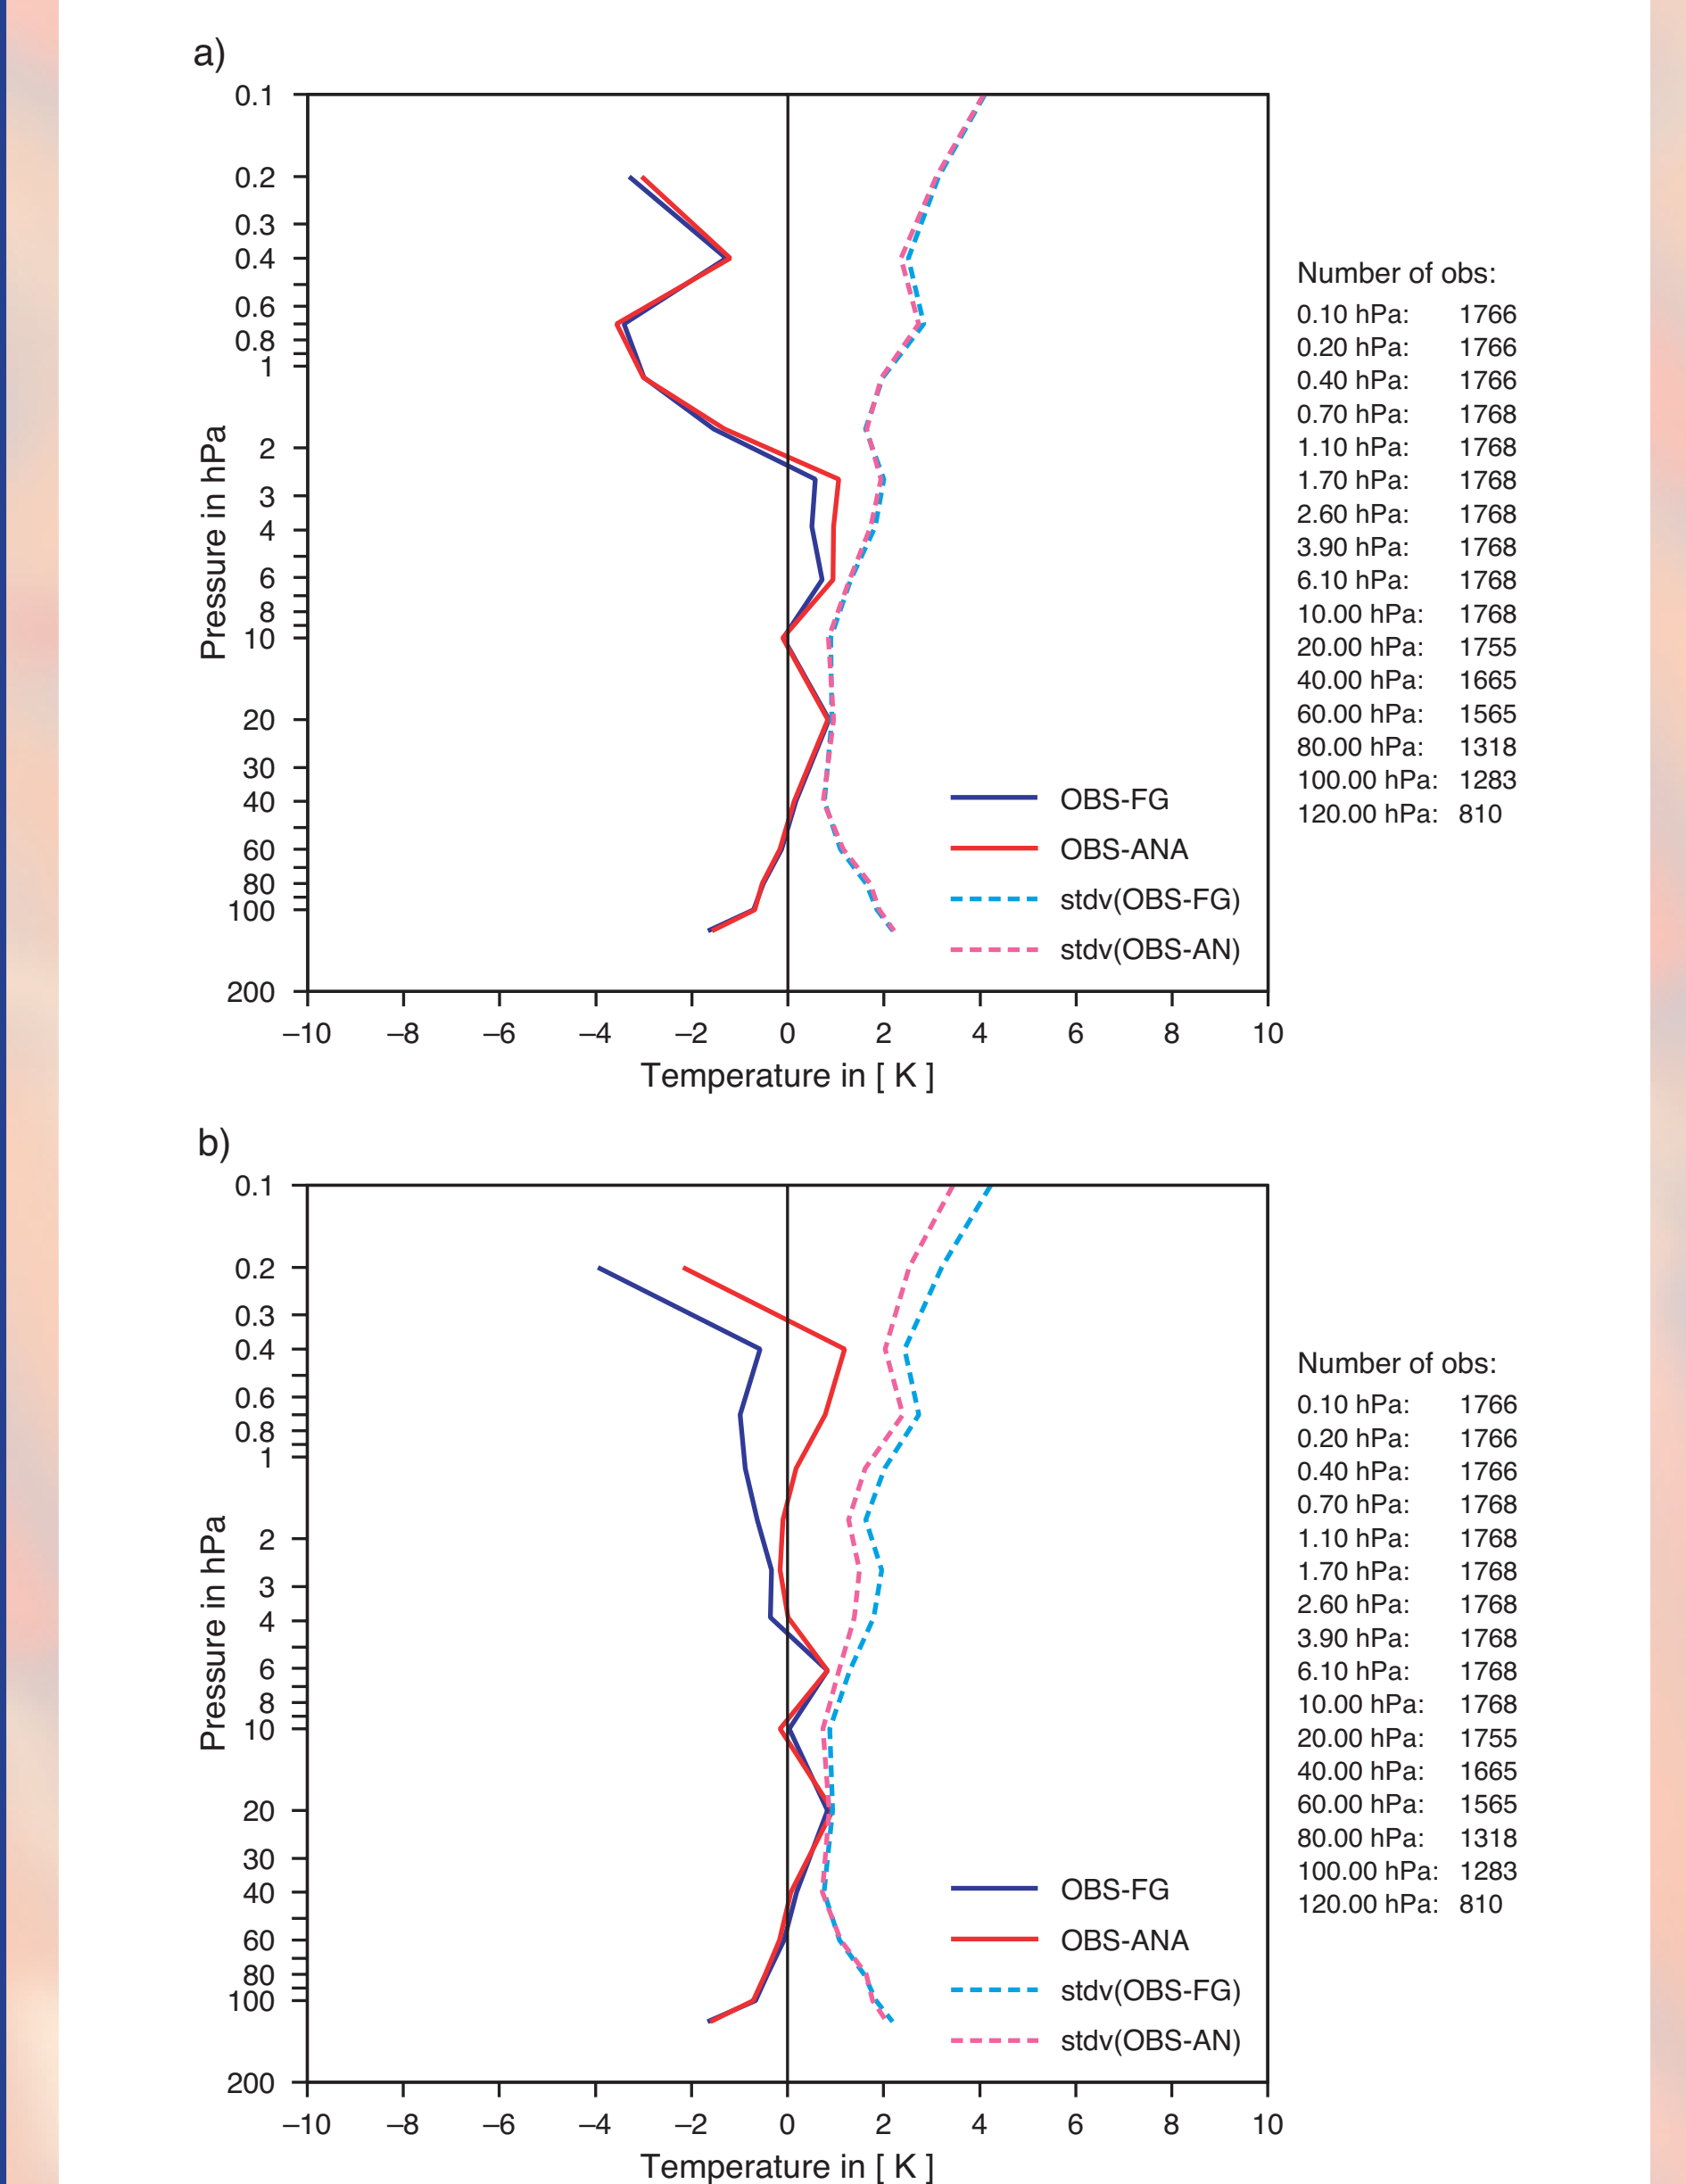 a)
0.1
0.2
0.3
0.4
0.6
0.8
1
2
3
4
6
8
10
20
30
40
60
80
100
200
Pressure in hPa
–10 –8 –6 –4 –2 0 2 4 6 8 10
Temperature in [ K ]
OBS-FG
OBS-ANA
stdv(OBS-FG)
stdv(OBS-AN)
Number of obs:
0.10 hPa: 1766
0.20 hPa: 1766
0.40 hPa: 1766
0.70 hPa: 1768
1.10 hPa: 1768
1.70 hPa: 1768
2.60 hPa: 1768
3.90 hPa: 1768
6.10 hPa: 1768
10.00 hPa: 1768
20.00 hPa: 1755
40.00 hPa: 1665
60.00 hPa: 1565
80.00 hPa: 1318
100.00 hPa: 1283
120.00 hPa: 810
b)
0.1
0.2
0.3
0.4
0.6
0.8
1
2
3
4
6
8
10
20
30
40
60
80
100
200
Pressure in hPa
–10 –8 –6 –4 –2 0 2 4 6 8 10
Temperature in [ K ]
OBS-FG
OBS-ANA
stdv(OBS-FG)
stdv(OBS-AN)
Number of obs:
0.10 hPa: 1766
0.20 hPa: 1766
0.40 hPa: 1766
0.70 hPa: 1768
1.10 hPa: 1768
1.70 hPa: 1768
2.60 hPa: 1768
3.90 hPa: 1768
6.10 hPa: 1768
10.00 hPa: 1768
20.00 hPa: 1755
40.00 hPa: 1665
60.00 hPa: 1565
80.00 hPa: 1318
100.00 hPa: 1283
120.00 hPa: 810